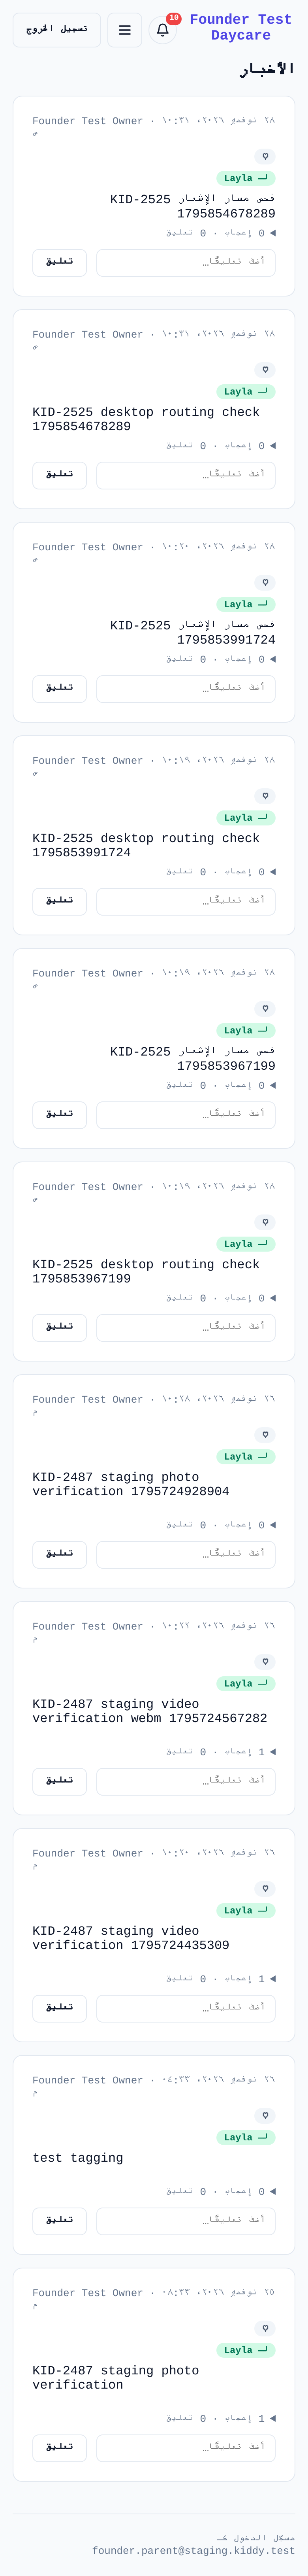 Founder Test
Daycare
10
تسجيل الخروج
الأخبار
Founder Test Owner · ٢٨ نوفمبر ٢٠٢٦، ١٠:٣١
ص
لـ Layla
فحص مسار الإشعار KID-2525
1795854678289
0 إعجاب · 0 تعليق
أضف تعليقًا…
تعليق
Founder Test Owner · ٢٨ نوفمبر ٢٠٢٦، ١٠:٣١
ص
لـ Layla
KID-2525 desktop routing check
1795854678289
0 إعجاب · 0 تعليق
أضف تعليقًا…
تعليق
Founder Test Owner · ٢٨ نوفمبر ٢٠٢٦، ١٠:٢٠
ص
لـ Layla
فحص مسار الإشعار KID-2525
1795853991724
0 إعجاب · 0 تعليق
أضف تعليقًا…
تعليق
Founder Test Owner · ٢٨ نوفمبر ٢٠٢٦، ١٠:١٩
ص
لـ Layla
KID-2525 desktop routing check
1795853991724
0 إعجاب · 0 تعليق
أضف تعليقًا…
تعليق
Founder Test Owner · ٢٨ نوفمبر ٢٠٢٦، ١٠:١٩
ص
لـ Layla
فحص مسار الإشعار KID-2525
1795853967199
0 إعجاب · 0 تعليق
أضف تعليقًا…
تعليق
Founder Test Owner · ٢٨ نوفمبر ٢٠٢٦، ١٠:١٩
ص
لـ Layla
KID-2525 desktop routing check
1795853967199
0 إعجاب · 0 تعليق
أضف تعليقًا…
تعليق
Founder Test Owner · ٢٦ نوفمبر ٢٠٢٦، ١٠:٢٨
م
لـ Layla
KID-2487 staging photo
verification 1795724928904
0 إعجاب · 0 تعليق
أضف تعليقًا…
تعليق
Founder Test Owner · ٢٦ نوفمبر ٢٠٢٦، ١٠:٢٢
م
لـ Layla
KID-2487 staging video
verification webm 1795724567282
1 إعجاب · 0 تعليق
أضف تعليقًا…
تعليق
Founder Test Owner · ٢٦ نوفمبر ٢٠٢٦، ١٠:٢٠
م
لـ Layla
KID-2487 staging video
verification 1795724435309
1 إعجاب · 0 تعليق
أضف تعليقًا…
تعليق
Founder Test Owner · ٢٦ نوفمبر ٢٠٢٦، ٠٤:٣٣
م
لـ Layla
test tagging
0 إعجاب · 0 تعليق
أضف تعليقًا…
تعليق
Founder Test Owner · ٢٥ نوفمبر ٢٠٢٦، ٠٨:٣٣
م
لـ Layla
KID-2487 staging photo
verification
1 إعجاب · 0 تعليق
أضف تعليقًا…
تعليق
مسجّل الدخول كـ
founder.parent@staging.kiddy.test